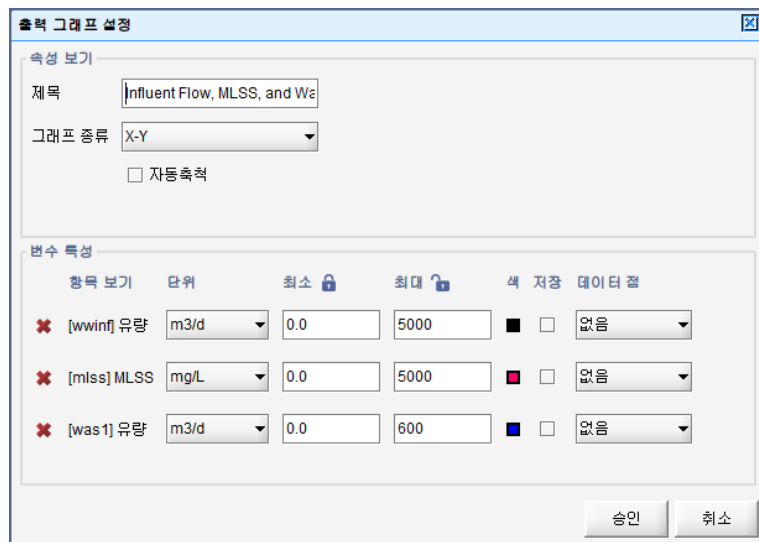 출력 그래프 설정
속성 보기
제목 Influent Flow, MLSS, and Wa
그래프 종류 X-Y
자동축척
변수 특성
항목 보기 단위 최소 최대 색 저장 데이터 점
[wwinf] 유량 m3/d 0.0 5000 없음
[mlss] MLSS mg/L 0.0 5000 없음
[was1] 유량 m3/d 0.0 600 없음
승인 취소